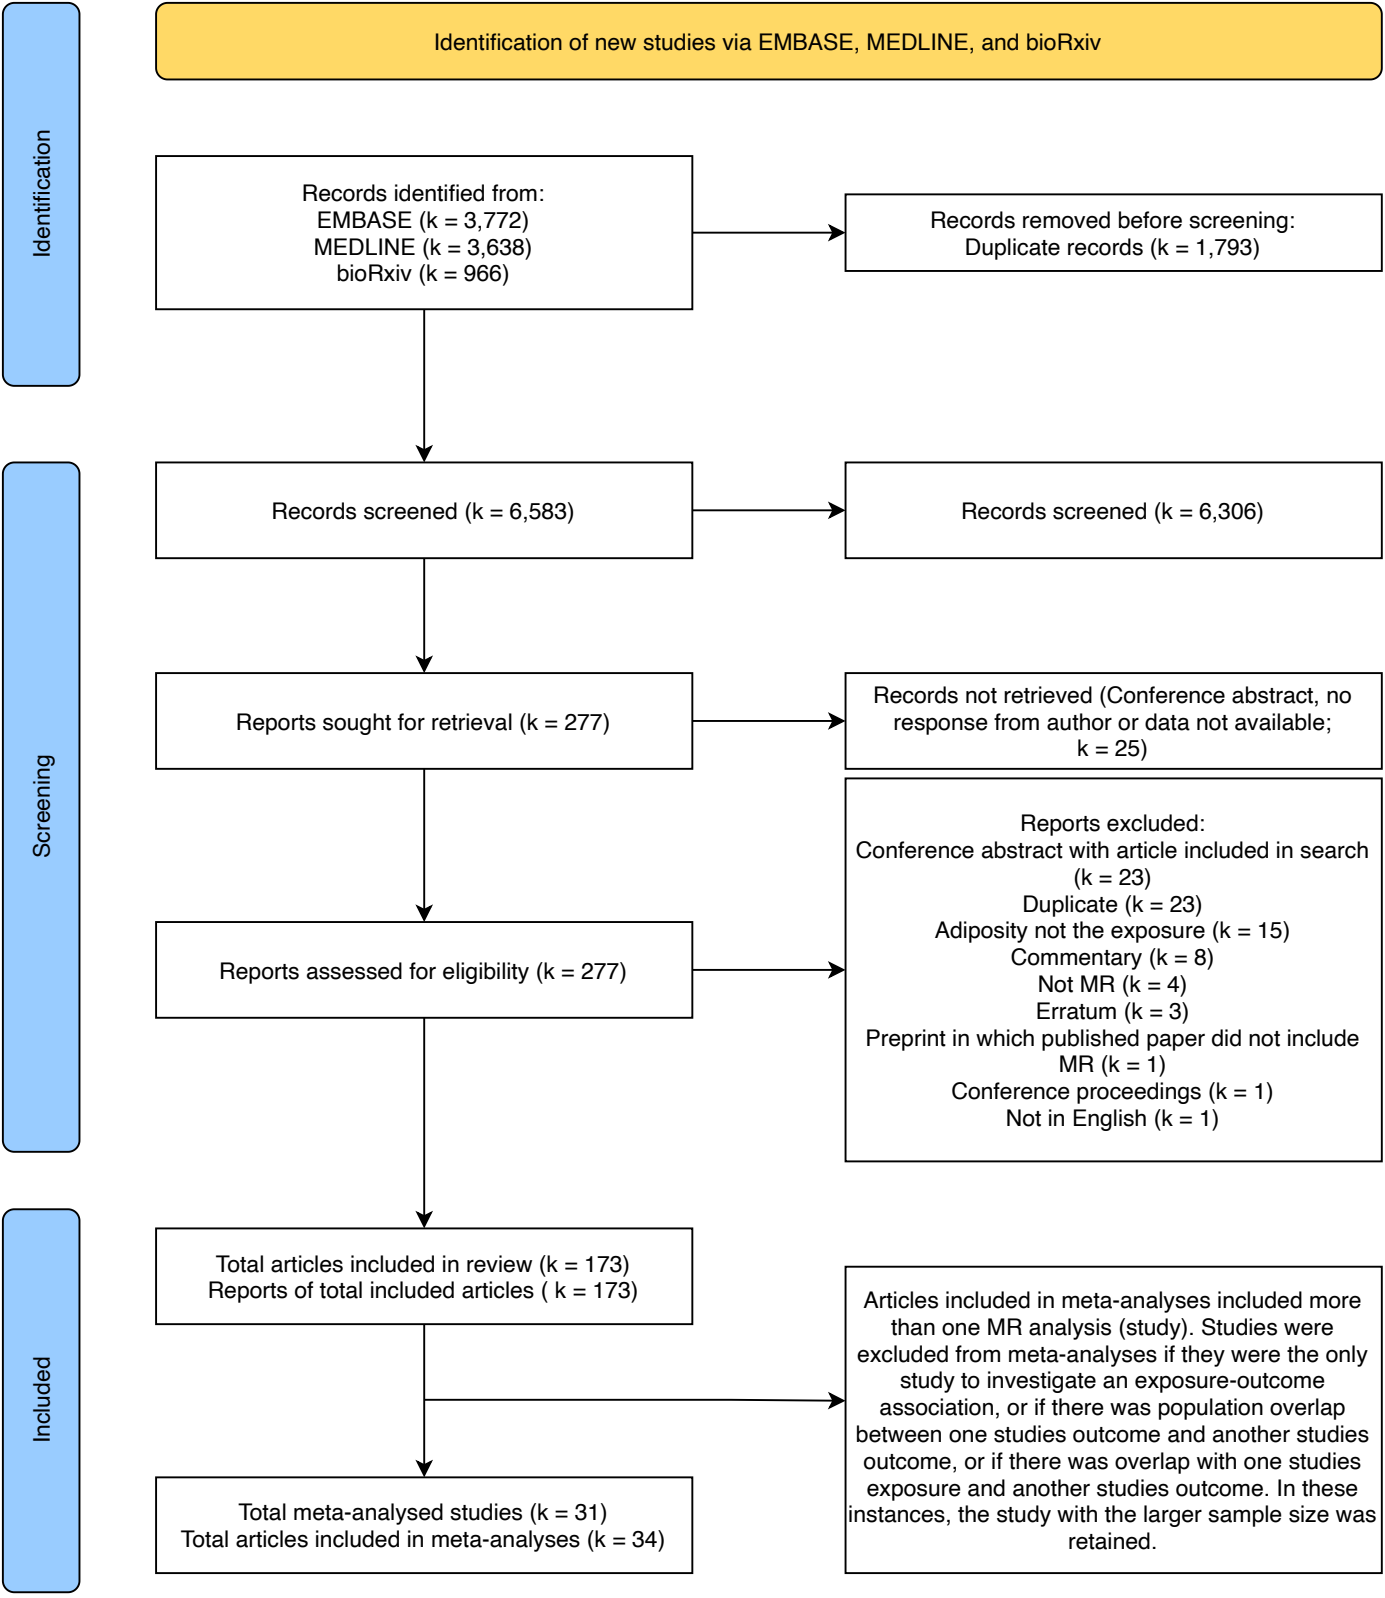 Identification of new studies via EMBASE, MEDLINE, and bioRxiv
Identification
Records identified from:
EMBASE (k = 3,772)
MEDLINE (k = 3,638)
bioRxiv (k = 966)
Records removed before screening:
Duplicate records (k = 1,793)
Screening
Records screened (k = 6,583)
Records screened (k = 6,306)
Reports sought for retrieval (k = 277)
Records not retrieved (Conference abstract, no
response from author or data not available;
k = 25)
Reports assessed for eligibility (k = 277)
Reports excluded:
Conference abstract with article included in search
(k = 23)
Duplicate (k = 23)
Adiposity not the exposure (k = 15)
Commentary (k = 8)
Not MR (k = 4)
Erratum (k = 3)
Preprint in which published paper did not include
MR (k = 1)
Conference proceedings (k = 1)
Not in English (k = 1)
Included
Total articles included in review (k = 173)
Reports of total included articles ( k = 173)
Articles included in meta-analyses included more
than one MR analysis (study). Studies were
excluded from meta-analyses if they were the only
study to investigate an exposure-outcome
association, or if there was population overlap
between one studies outcome and another studies
outcome, or if there was overlap with one studies
exposure and another studies outcome. In these
instances, the study with the larger sample size was
retained.
Total meta-analysed studies (k = 31)
Total articles included in meta-analyses (k = 34)